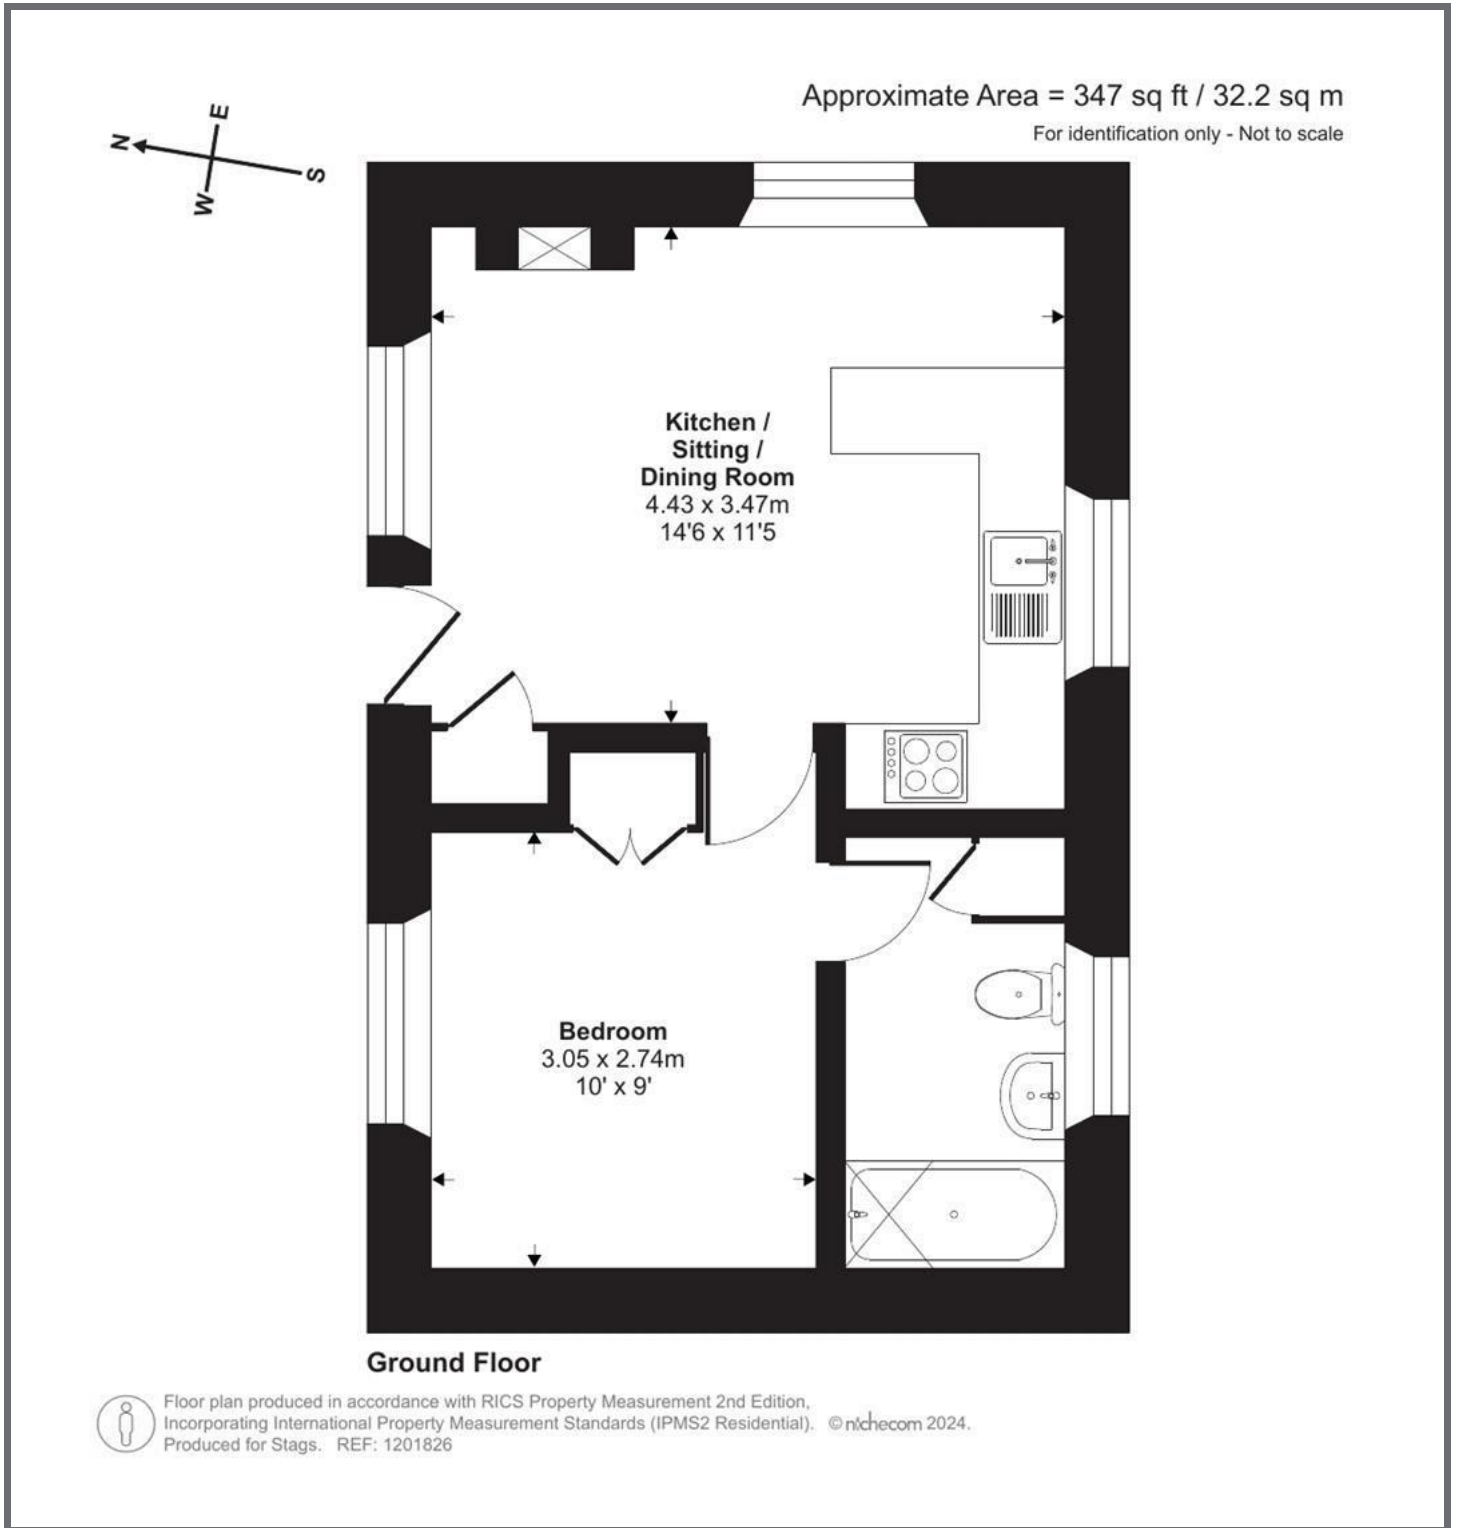 Approximate Area = 347 sq ft / 32.2 sq m
For identification only - Not to scale
N
E
S
W
Kitchen /
Sitting /
Dining Room
4.43 x 3.47m
14'6 x 11'5
Bedroom
3.05 x 2.74m
10' x 9'
Ground Floor
Floor plan produced in accordance with RICS Property Measurement 2nd Edition,
Incorporating International Property Measurement Standards (IPMS2 Residential). © nichecom 2024.
Produced for Stags. REF: 1201826